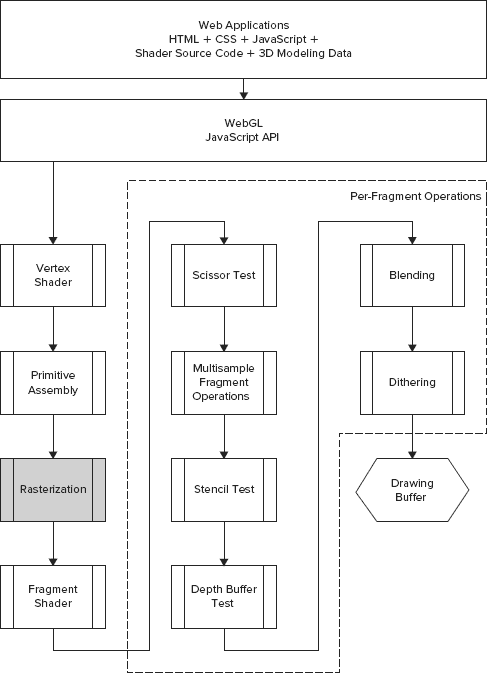 Web Applications
HTML + CSS + JavaScript +
Shader Source Code + 3D Modeling Data
WebGL
JavaScript API
Per-Fragment Operations
Vertex
Shader
Primitive
Assembly
Rasterization
Fragment
Shader
Scissor Test
Multisample
Fragment
Operations
Stencil Test
Depth Buffer
Test
Blending
Dithering
Drawing
Buffer